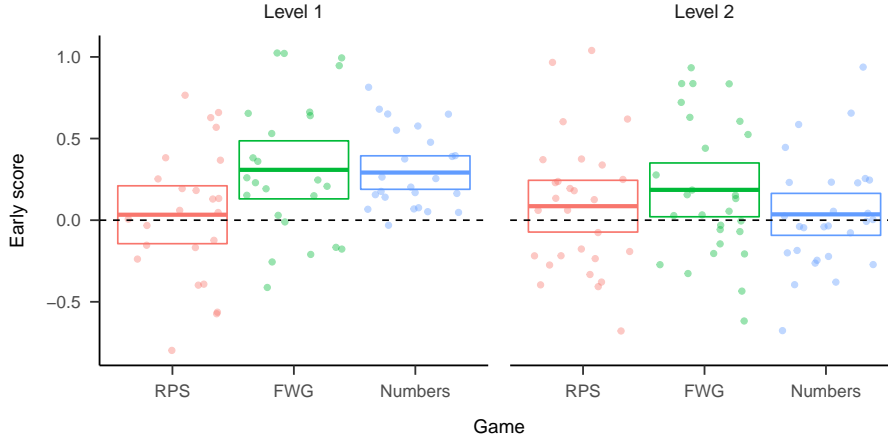 Level 1
Level 2
Early score
1.0
0.5
0.0
−0.5
RPS
FWG
Numbers
RPS
FWG
Numbers
Game